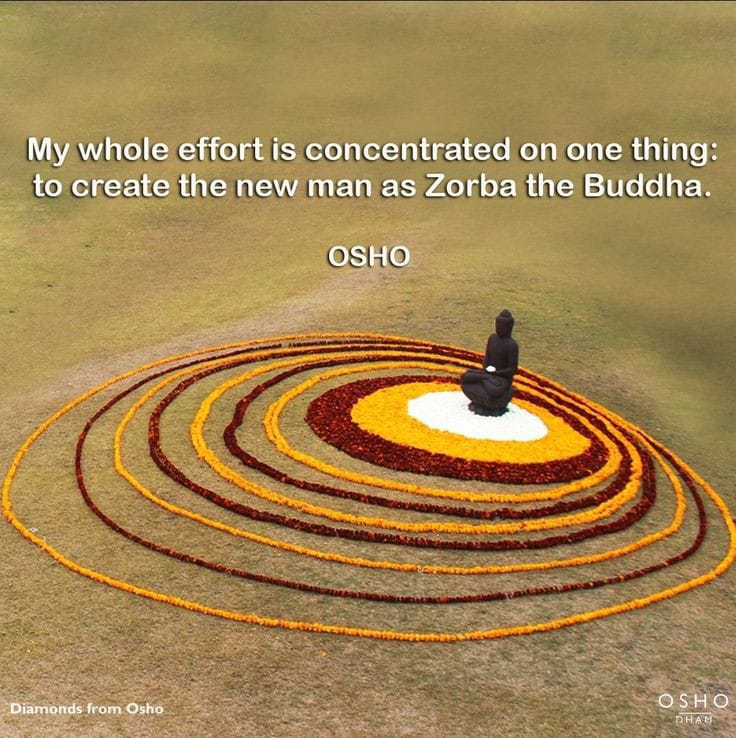 My whole effort is concentrated on one thing:
to create the new man as Zorba the Buddha.
OSHO
Diamonds from Osho
OSHO
DHAM